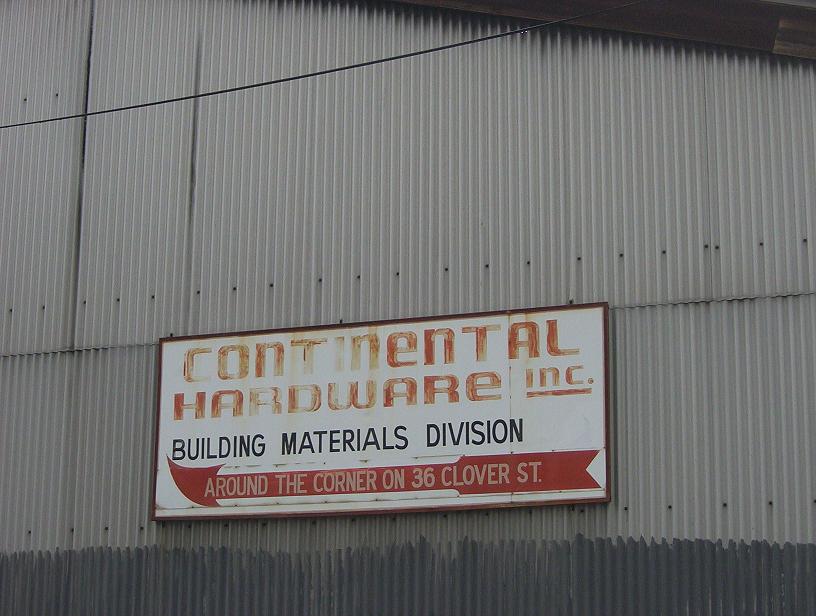 CONTINENTAL
HARDWARE INC.
BUILDING MATERIALS DIVISION
AROUND THE CORNER ON 36 CLOVER ST.